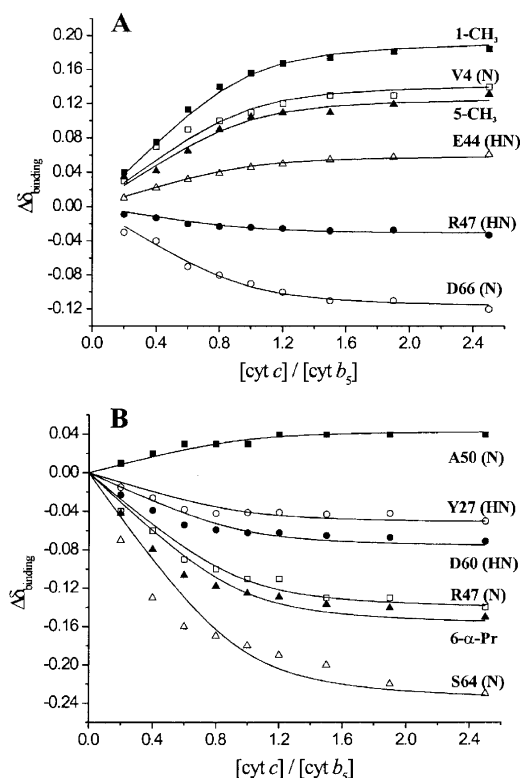 A
0.20
0.16
0.12
0.08
0.04
0.00
-0.04
-0.08
-0.12
Δδbinding
1-CH3
V4 (N)
5-CH3
E44 (HN)
R47 (HN)
D66 (N)
0.0 0.4 0.8 1.2 1.6 2.0 2.4
[cyt c] / [cyt b5]
B
0.04
0.00
-0.04
-0.08
-0.12
-0.16
-0.20
-0.24
Δδbinding
A50 (N)
Y27 (HN)
D60 (HN)
R47 (N)
6-α-Pr
S64 (N)
0.0 0.4 0.8 1.2 1.6 2.0 2.4
[cyt c] / [cyt b5]